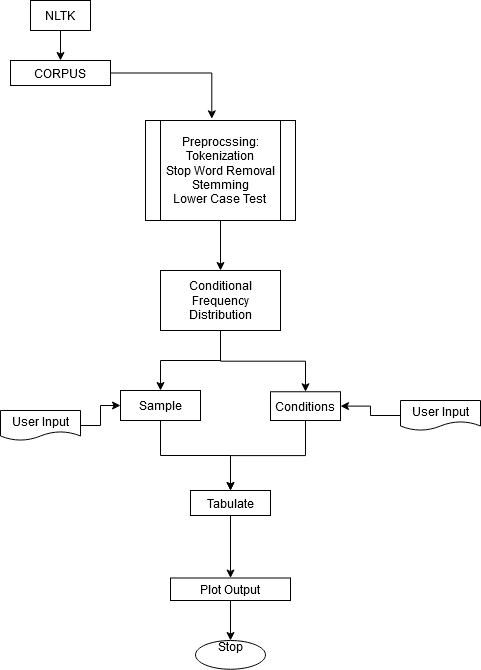 NLTK
CORPUS
Preprocssing:
Tokenization
Stop Word Removal
Stemming
Lower Case Test
Conditional
Frequency
Distribution
Sample
Conditions
User Input
User Input
Tabulate
Plot Output
Stop